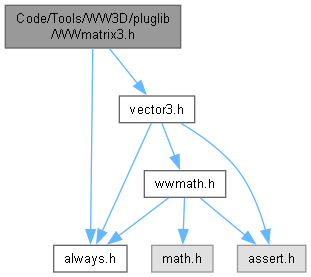 Code/Tools/WW3D/pluglib
/WWmatrix3.h
vector3.h
wwmath.h
always.h
math.h
assert.h